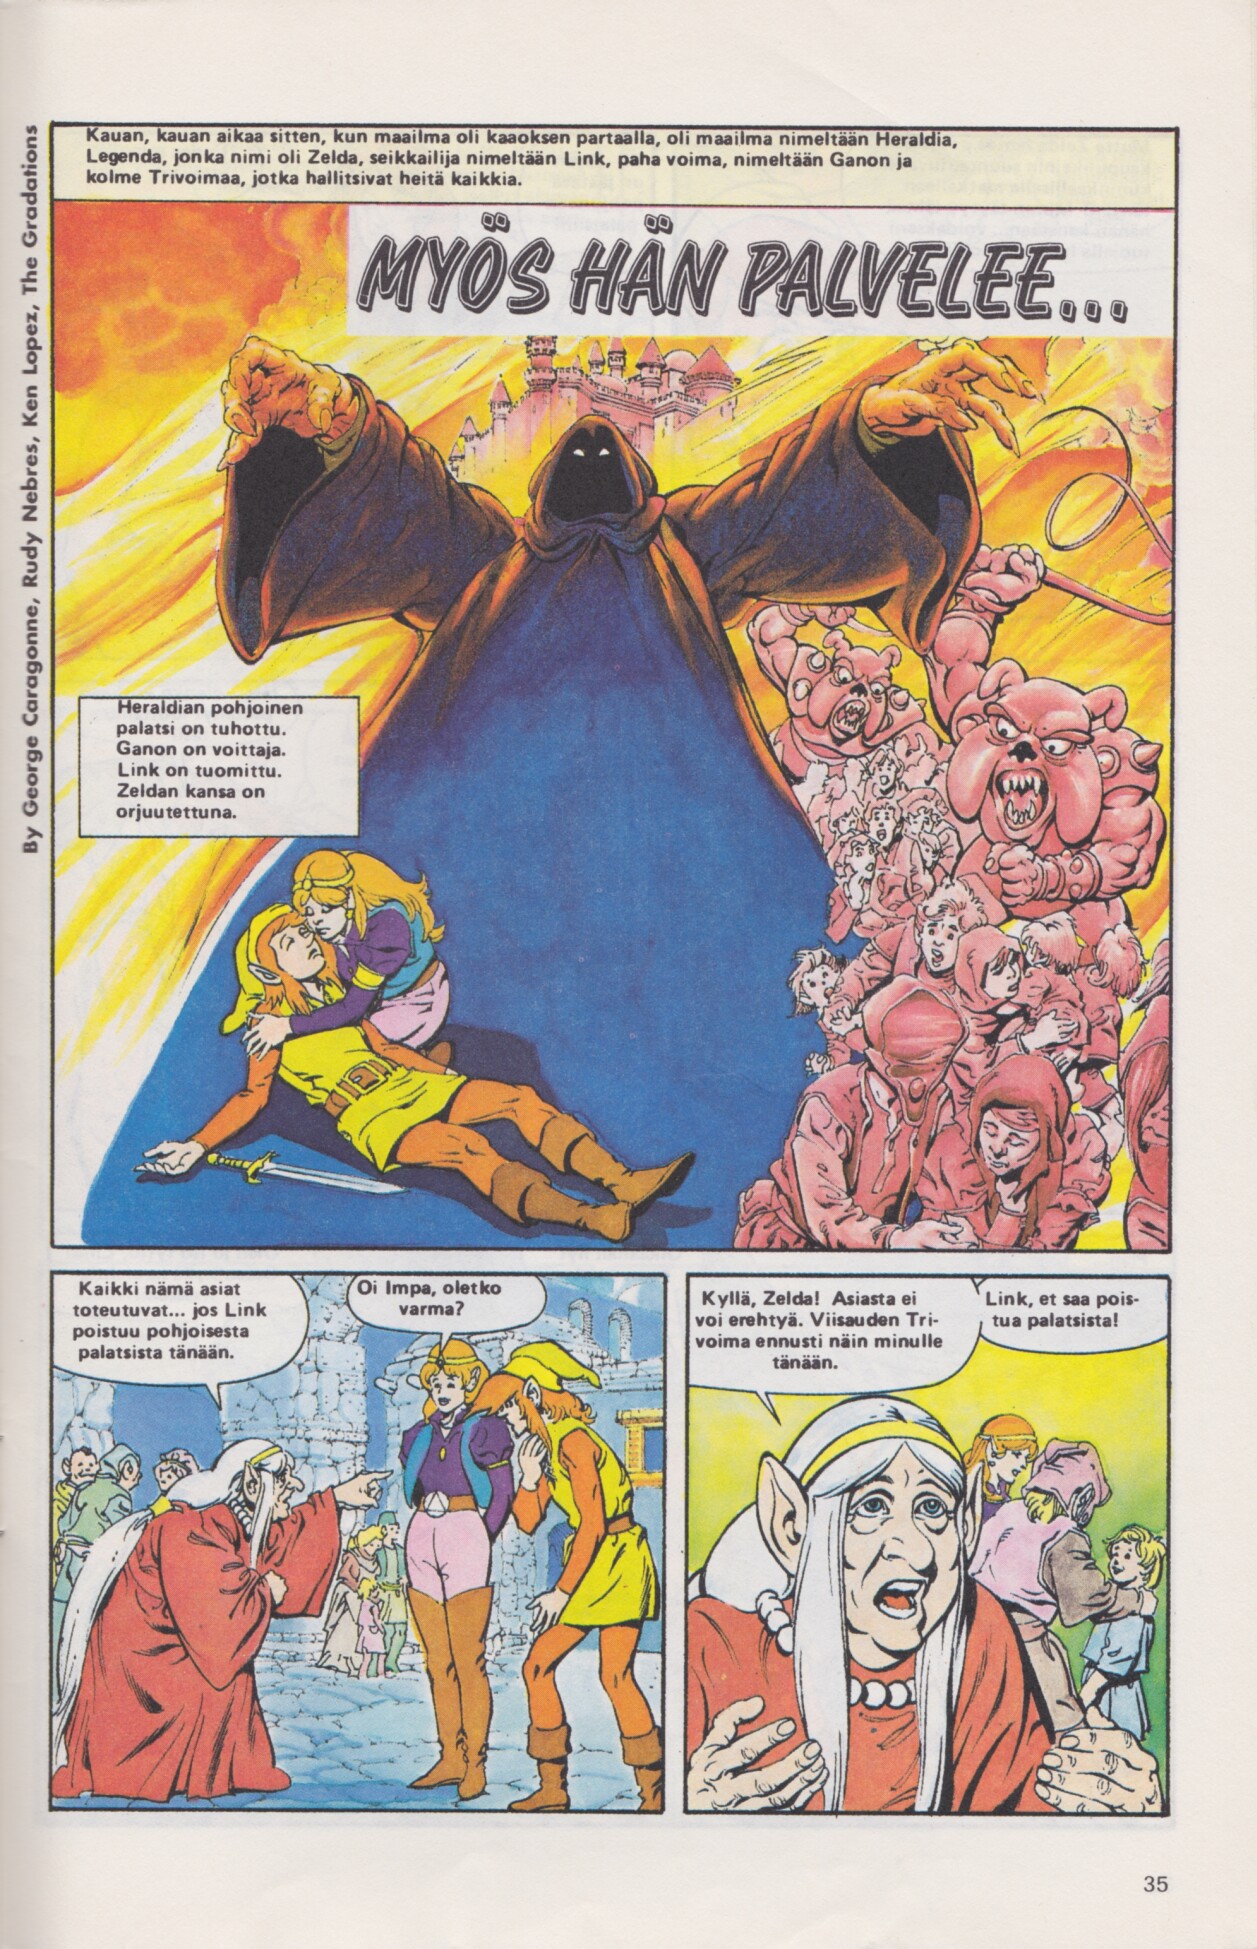 Kauan, kauan aikaa sitten, kun maailma oli kaaoksen partaalla, oli maailma nimeltään Heraldia,
Legenda, jonka nimi oli Zelda, seikkailija nimeltään Link, paha voima, nimeltään Ganon ja
kolme Trivoimaa, jotka hallitsivat heitä kaikkia.
By George Caragonne, Rudy Nebres, Ken Lopez, The Gradations
MYÖS HÄN PALVELEE...
Heraldian pohjoinen
palatsi on tuhottu.
Ganon on voittaja.
Link on tuomittu.
Zeldan kansa on
orjuutettuna.
Kaikki nämä asiat
toteutuvat... jos Link
poistuu pohjoisesta
palatsista tänään.
Oi Impa, oletko
varma?
Kyllä, Zelda! Asiasta ei
voi erehtyä. Viisauden Tri-
voima ennusti näin minulle
tänään.
Link, et saa pois-
tua palatsista!
35